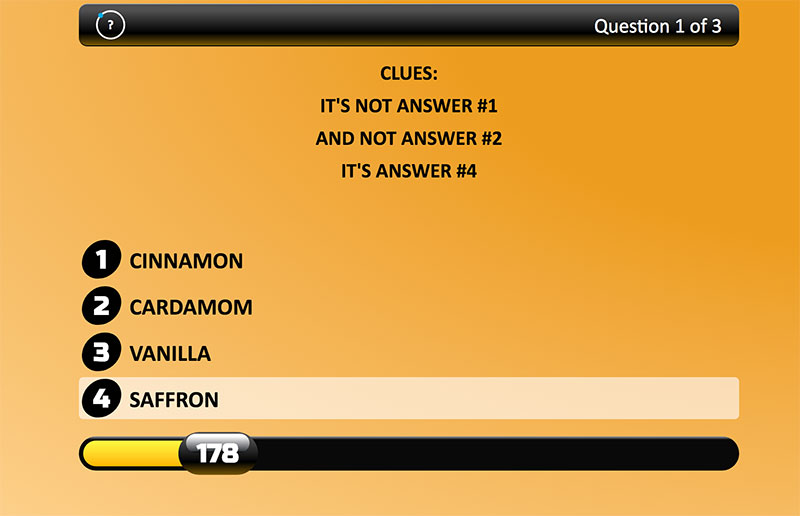 ?
Question 1 of 3
CLUES:
IT'S NOT ANSWER #1
AND NOT ANSWER #2
IT'S ANSWER #4
1 CINNAMON
2 CARDAMOM
3 VANILLA
4 SAFFRON
178